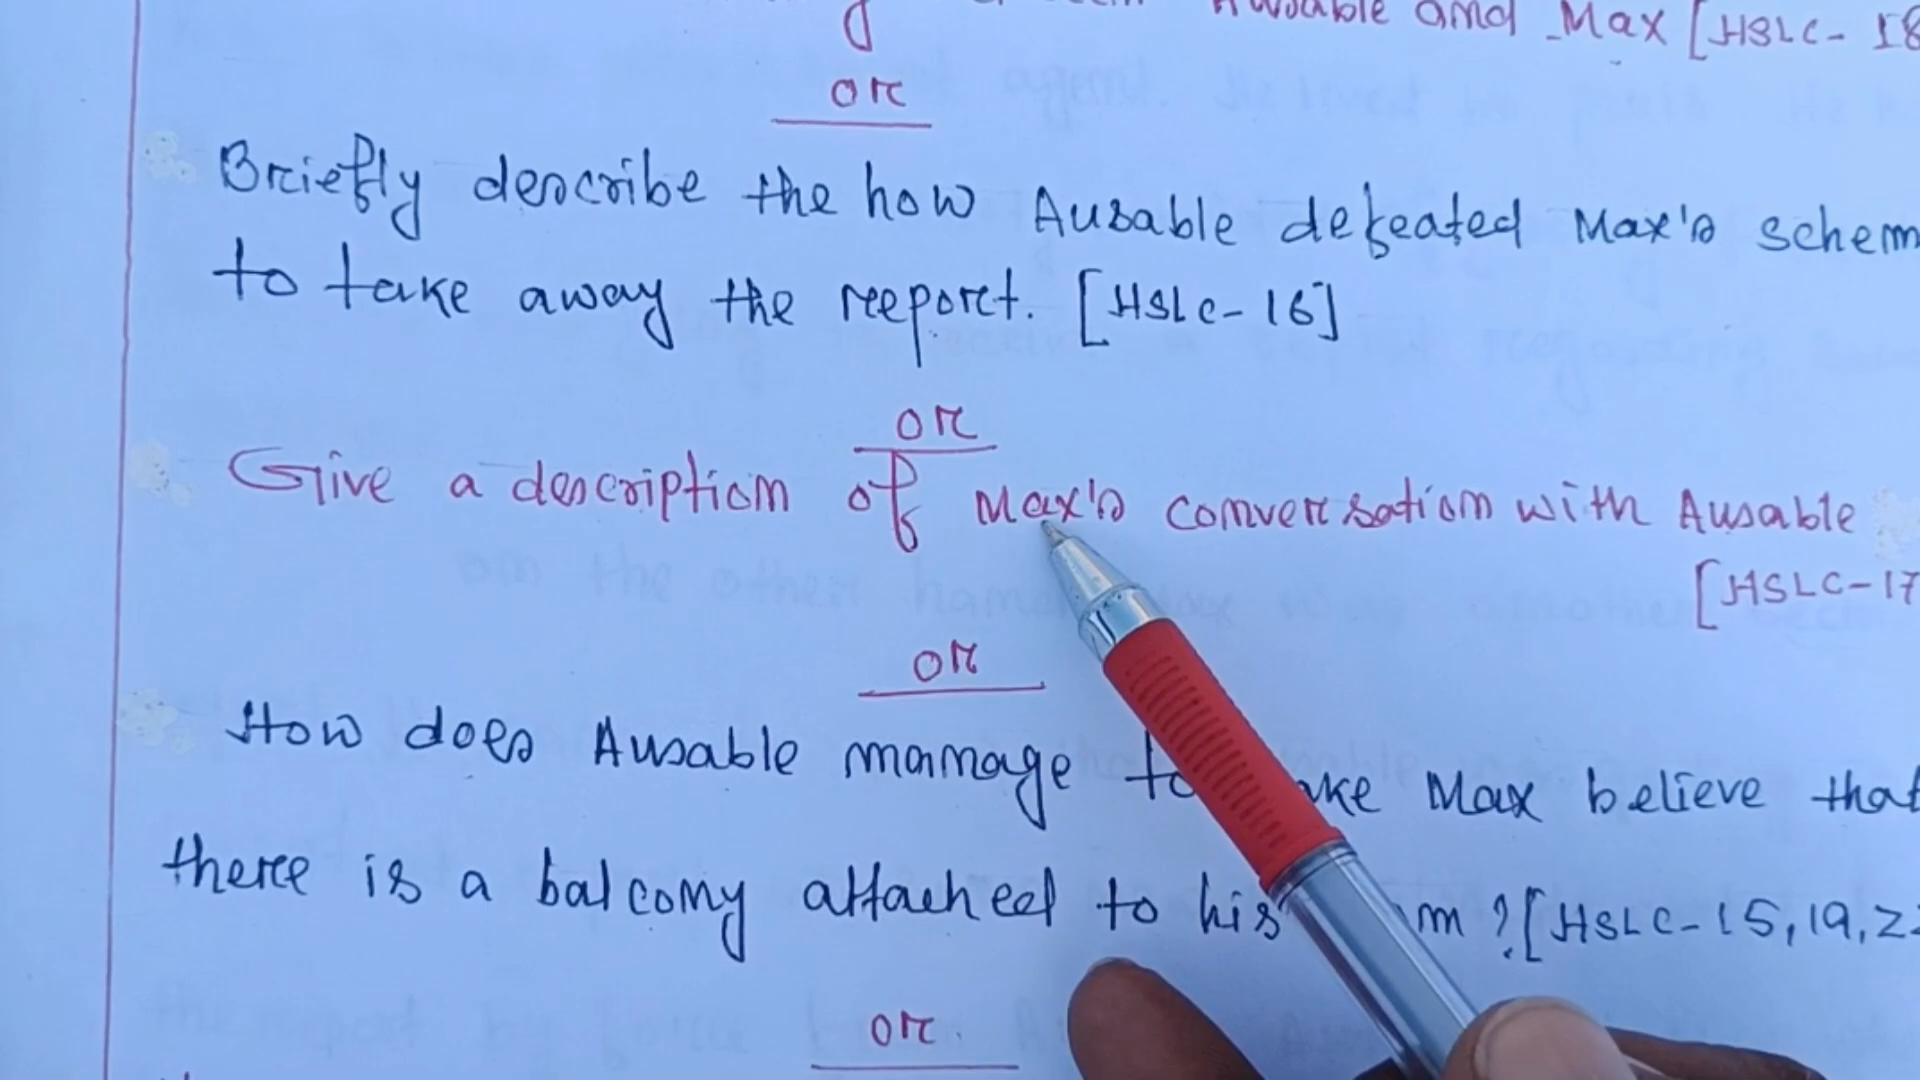 Ausable and Max [HSLC-18
or
Briefly describe the how Ausable defeated Max's schem
to take away the report. [HSLC-16]
or
Give a description of Max's conversation with Ausable
[HSLC-17
or
How does Ausable manage to make Max believe that
there is a balcony attached to his room ? [HSLC-15,19,2
or